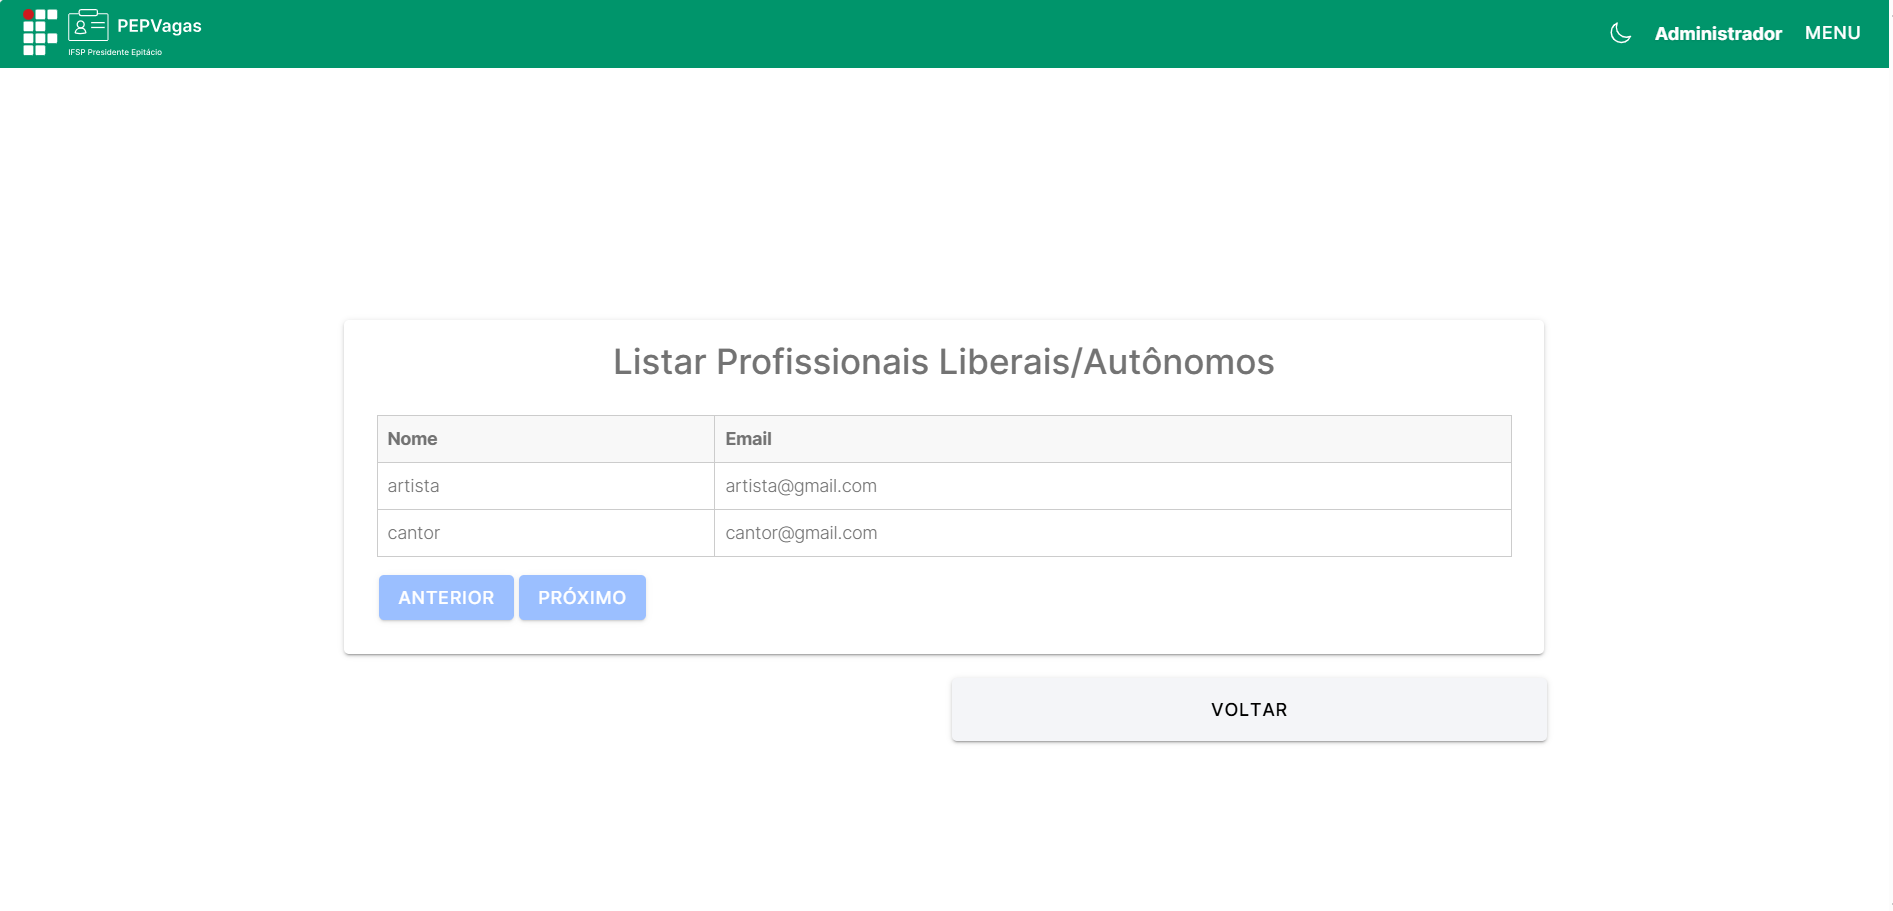 PEPVagas
IFSP Presidente Epitácio
Administrador MENU
Listar Profissionais Liberais/Autônomos
Nome Email
artista artista@gmail.com
cantor cantor@gmail.com
ANTERIOR PRÓXIMO
VOLTAR